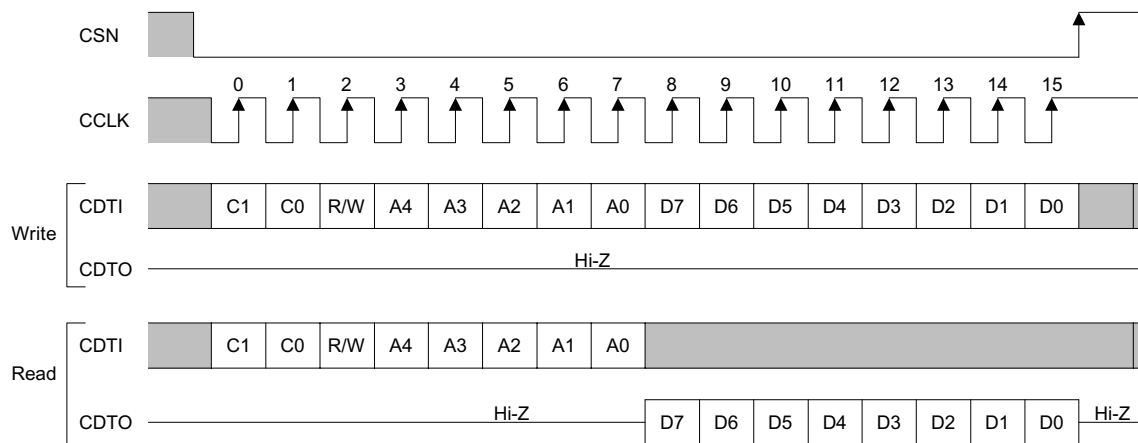 CSN
0 1 2 3 4 5 6 7 8 9 10 11 12 13 14 15
CCLK
Write
CDTI C1 C0 R/W A4 A3 A2 A1 A0 D7 D6 D5 D4 D3 D2 D1 D0
CDTO Hi-Z
Read
CDTI C1 C0 R/W A4 A3 A2 A1 A0
CDTO Hi-Z D7 D6 D5 D4 D3 D2 D1 D0 Hi-Z